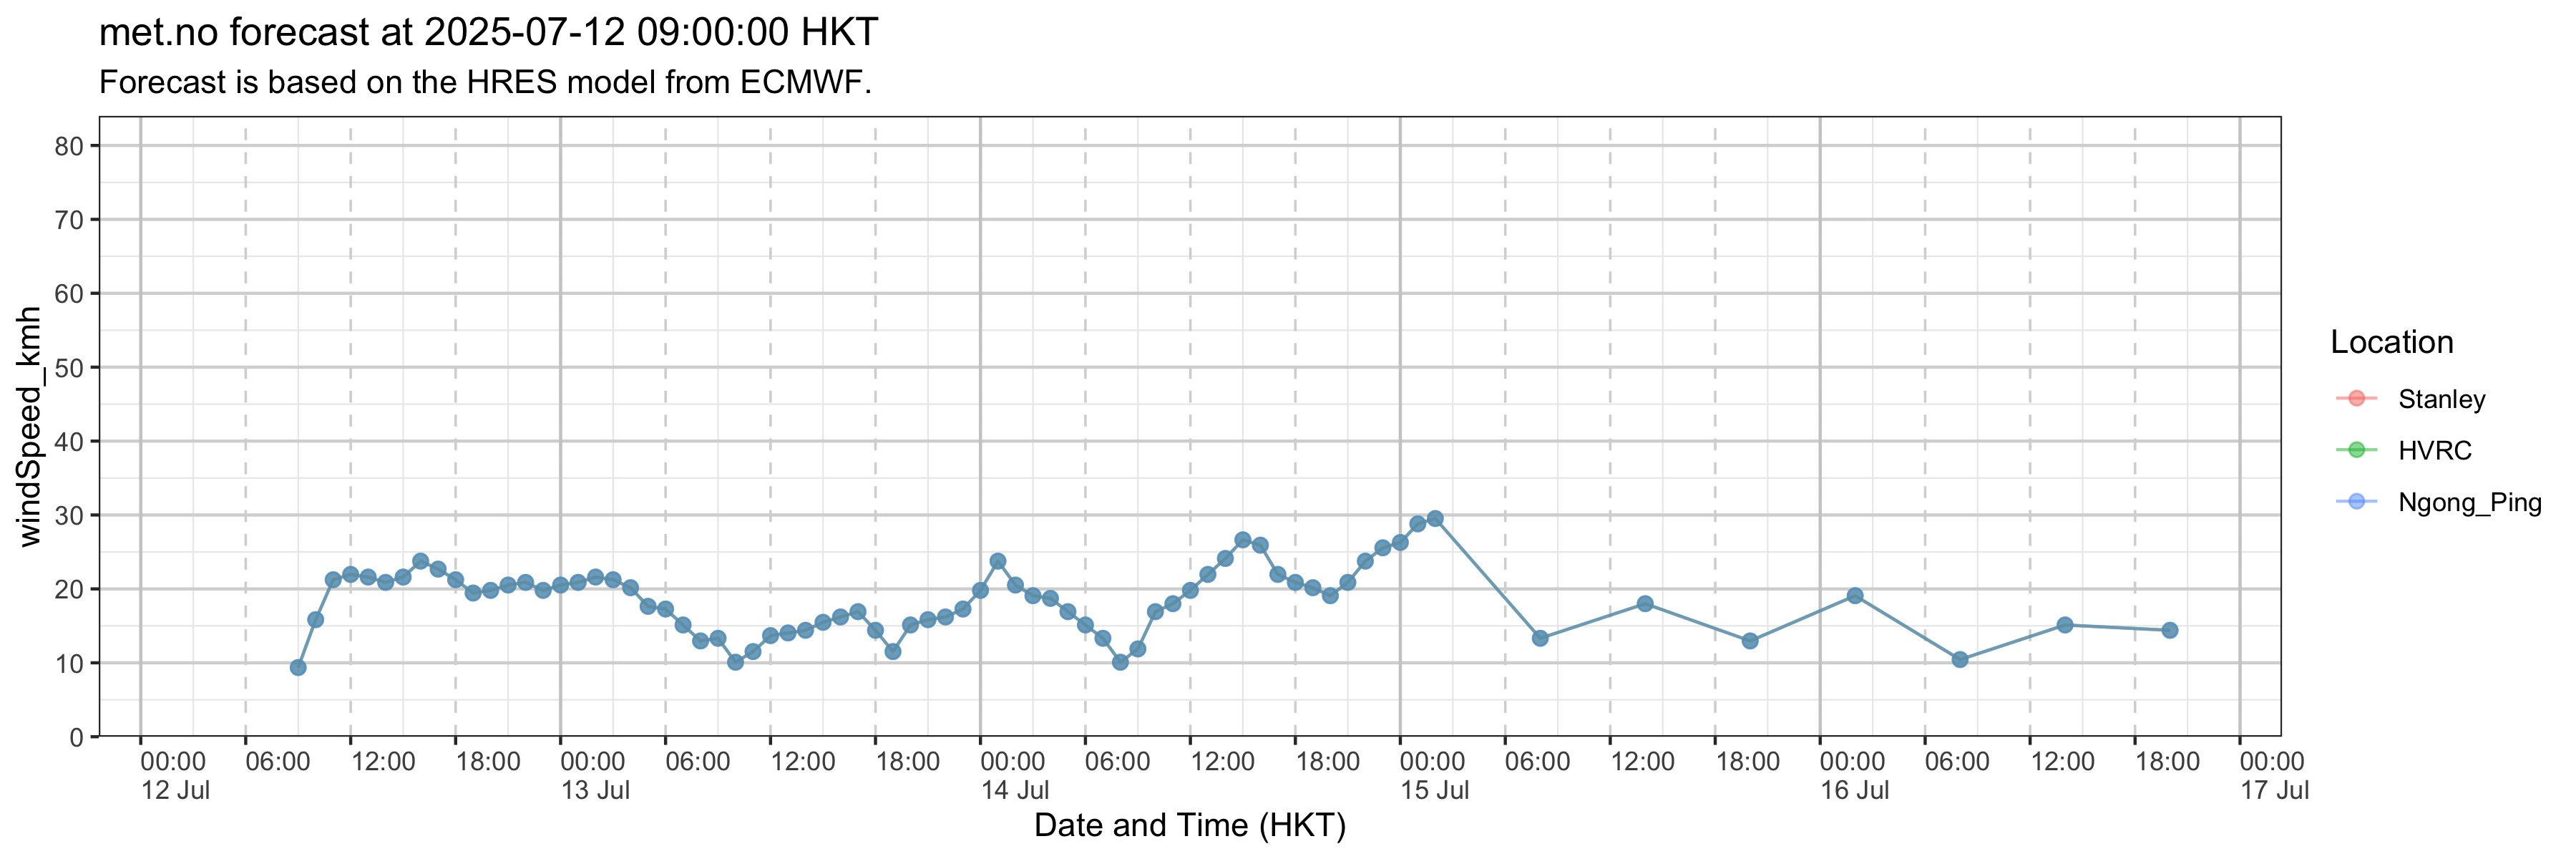 met.no forecast at 2025-07-12 09:00:00 HKT
Forecast is based on the HRES model from ECMWF.
windSpeed_kmh
80
70
60
50
40
30
20
10
0
00:00 06:00 12:00 18:00 00:00 06:00 12:00 18:00 00:00 06:00 12:00 18:00 00:00 06:00 12:00 18:00 00:00 06:00 12:00 18:00 00:00
12 Jul 13 Jul 14 Jul 15 Jul 16 Jul 17 Jul
Date and Time (HKT)
Location
Stanley
HVRC
Ngong_Ping